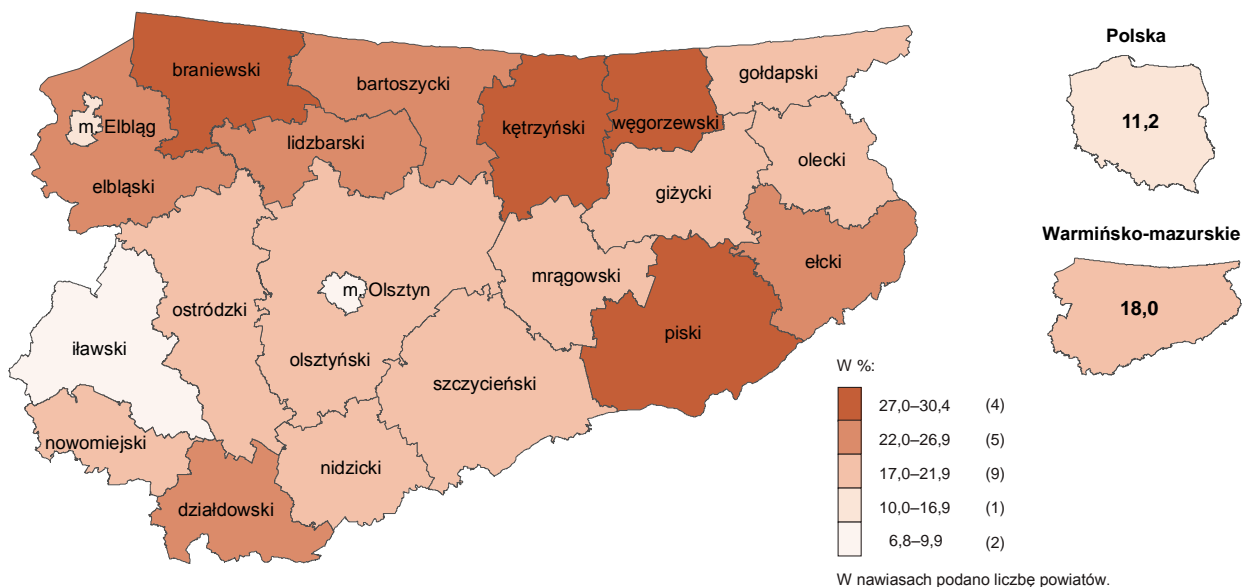 braniewski
bartoszycki
gołdapski
m. Elbląg
kętrzyński
węgorzewski
lidzbarski
olecki
elbląski
giżycki
ełcki
mrągowski
m. Olsztyn
ostródzki
piski
iławski
olsztyński
szczycieński
nowomiejski
nidzicki
działdowski
Polska
11,2
Warmińsko-mazurskie
18,0
W %:
27,0–30,4 (4)
22,0–26,9 (5)
17,0–21,9 (9)
10,0–16,9 (1)
6,8–9,9 (2)
W nawiasach podano liczbę powiatów.